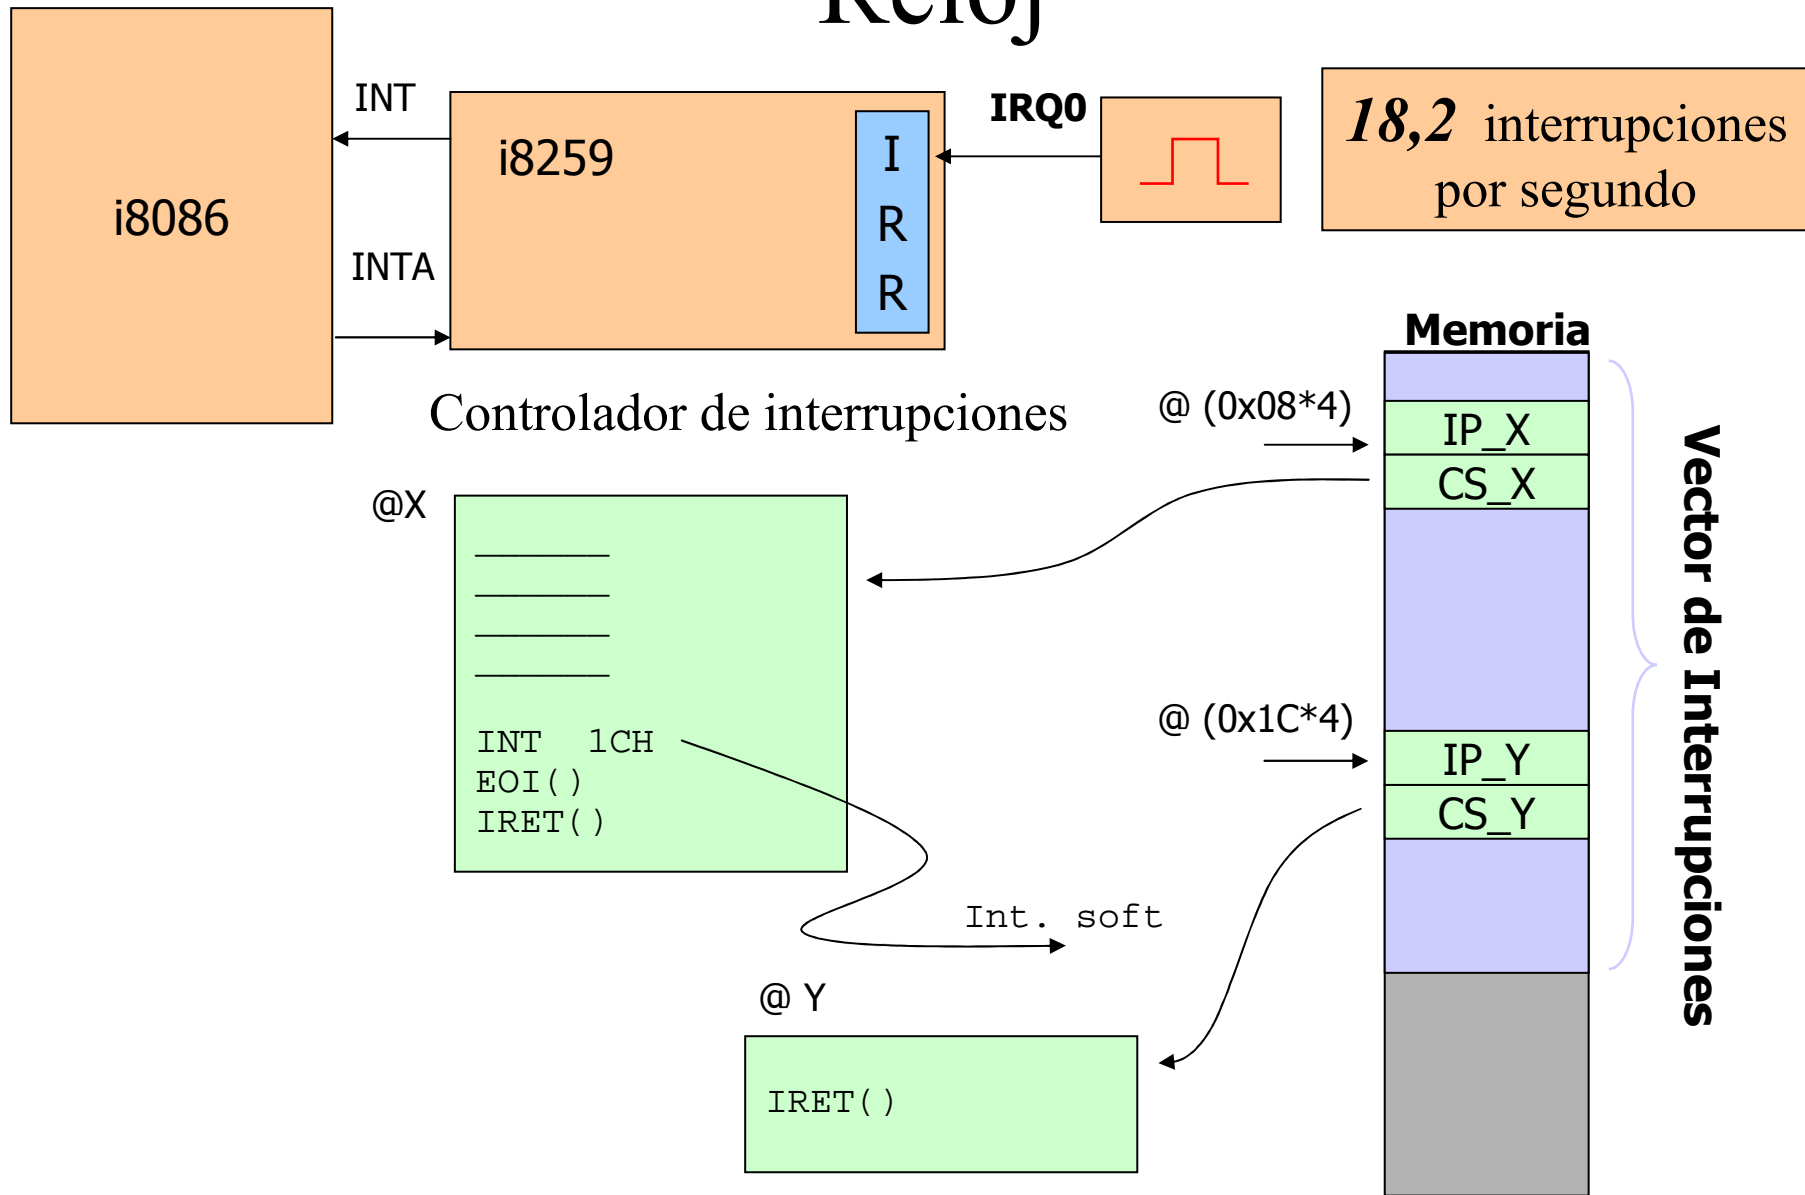 Reloj
i8086
INT
INTA
i8259
I
R
R
IRQ0
18,2 interrupciones
por segundo
Controlador de interrupciones
Memoria
@ (0x08*4)
IP_X
CS_X
@ (0x1C*4)
IP_Y
CS_Y
Vector de Interrupciones
@X
INT 1CH
EOI()
IRET()
Int. soft
@ Y
IRET()